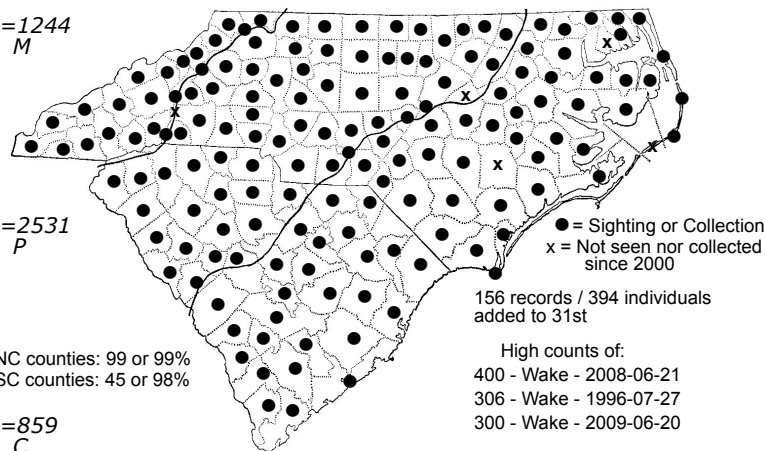 =1244
M
=2531
P
● = Sighting or Collection
x = Not seen nor collected
since 2000
156 records / 394 individuals
added to 31st
NC counties: 99 or 99%
SC counties: 45 or 98%
High counts of:
400 - Wake - 2008-06-21
306 - Wake - 1996-07-27
300 - Wake - 2009-06-20
=859
C